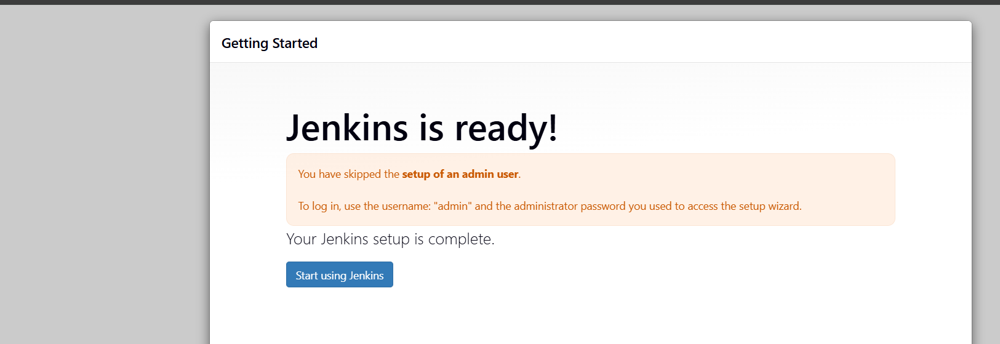 Getting Started
Jenkins is ready!
You have skipped the setup of an admin user.
To log in, use the username: "admin" and the administrator password you used to access the setup wizard.
Your Jenkins setup is complete.
Start using Jenkins